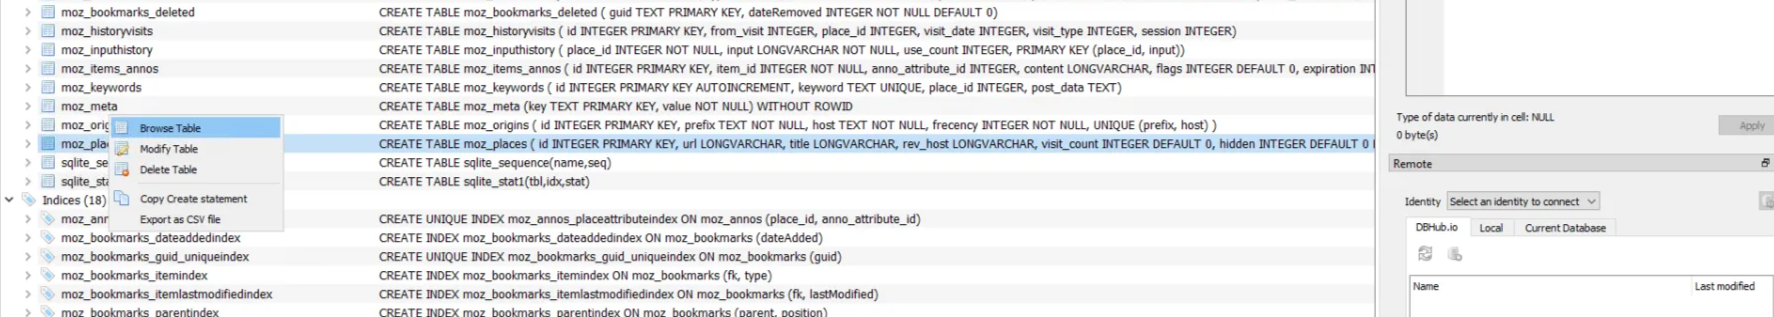 moz_bookmarks_deleted CREATE TABLE moz_bookmarks_deleted ( guid TEXT PRIMARY KEY, dateRemoved INTEGER NOT NULL DEFAULT 0)
moz_historyvisits CREATE TABLE moz_historyvisits ( id INTEGER PRIMARY KEY, from_visit INTEGER, place_id INTEGER, visit_date INTEGER, visit_type INTEGER, session INTEGER)
moz_inputhistory CREATE TABLE moz_inputhistory ( place_id INTEGER NOT NULL, input LONGVARCHAR NOT NULL, use_count INTEGER, PRIMARY KEY (place_id, input))
moz_items_annos CREATE TABLE moz_items_annos ( id INTEGER PRIMARY KEY, item_id INTEGER NOT NULL, anno_attribute_id INTEGER, content LONGVARCHAR, flags INTEGER DEFAULT 0, expiration INT
moz_keywords CREATE TABLE moz_keywords ( id INTEGER PRIMARY KEY AUTOINCREMENT, keyword TEXT UNIQUE, place_id INTEGER, post_data TEXT)
moz_meta CREATE TABLE moz_meta (key TEXT PRIMARY KEY, value NOT NULL) WITHOUT ROWID
moz_orig CREATE TABLE moz_origins ( id INTEGER PRIMARY KEY, prefix TEXT NOT NULL, host TEXT NOT NULL, frecency INTEGER NOT NULL, UNIQUE (prefix, host) )
moz_plac CREATE TABLE moz_places ( id INTEGER PRIMARY KEY, url LONGVARCHAR, title LONGVARCHAR, rev_host LONGVARCHAR, visit_count INTEGER DEFAULT 0, hidden INTEGER DEFAULT 0
sqlite_se CREATE TABLE sqlite_sequence(name,seq)
sqlite_sta CREATE TABLE sqlite_stat1(tbl,idx,stat)
Indices (18)
moz_ann CREATE UNIQUE INDEX moz_annos_placeattributeindex ON moz_annos (place_id, anno_attribute_id)
moz_bookmarks_dateaddedindex CREATE INDEX moz_bookmarks_dateaddedindex ON moz_bookmarks (dateAdded)
moz_bookmarks_guid_uniqueindex CREATE UNIQUE INDEX moz_bookmarks_guid_uniqueindex ON moz_bookmarks (guid)
moz_bookmarks_itemindex CREATE INDEX moz_bookmarks_itemindex ON moz_bookmarks (fk, type)
moz_bookmarks_itemlastmodifiedindex CREATE INDEX moz_bookmarks_itemlastmodifiedindex ON moz_bookmarks (fk, lastModified)
moz_bookmarks_parentindex CREATE INDEX moz_bookmarks_parentindex ON moz_bookmarks (parent, position)
Browse Table
Modify Table
Delete Table
Copy Create statement
Export as CSV file
Type of data currently in cell: NULL
0 byte(s)
Apply
Remote
Identity Select an identity to connect
DBHub.io Local Current Database
Name Last modified